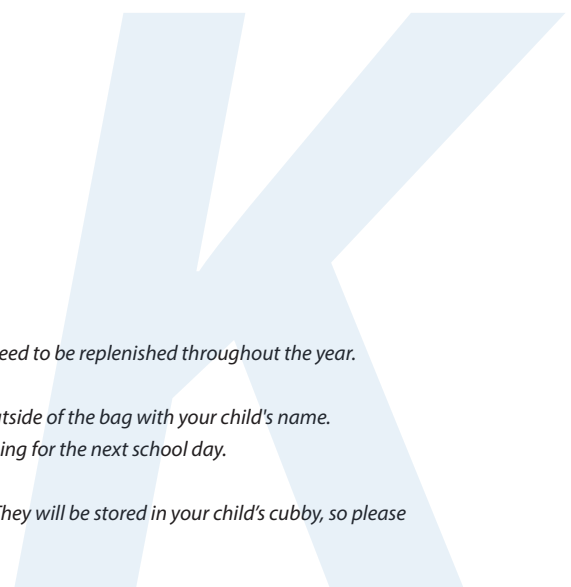 K
eed to be replenished throughout the year.
tside of the bag with your child's name.
ing for the next school day.
They will be stored in your child’s cubby, so please